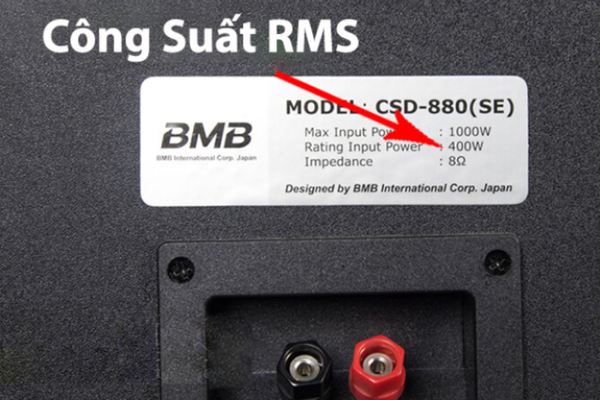 Công Suất RMS
MODEL: CSD-880(SE)
BMB
BMB International Corp. Japan
Max Input Po : 1000W
Rating Input Power : 400W
Impedance : 8Ω
Designed by BMB International Corp. Japan